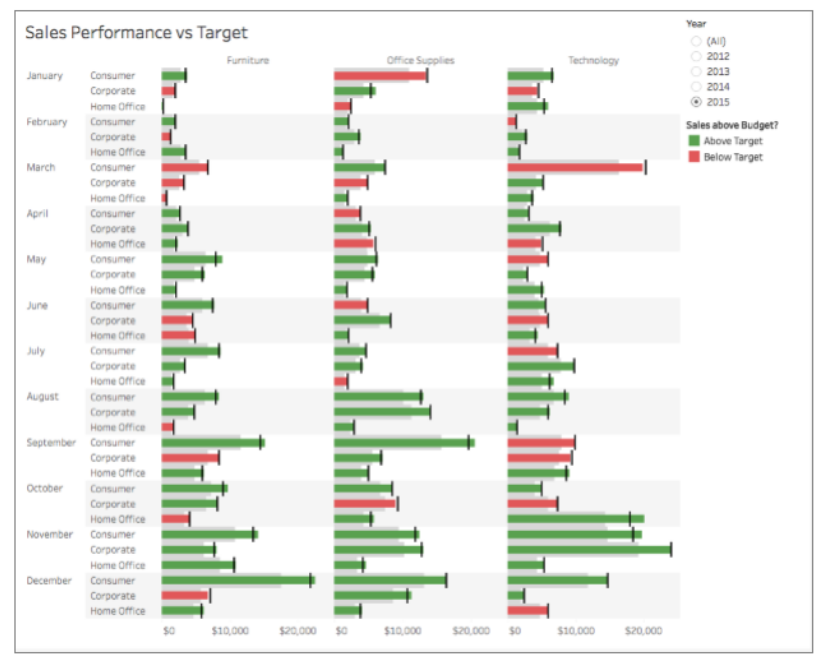 Sales Performance vs Target
Furniture Office Supplies Technology
January Consumer
Corporate
Home Office
February Consumer
Corporate
Home Office
March Consumer
Corporate
Home Office
April Consumer
Corporate
Home Office
May Consumer
Corporate
Home Office
June Consumer
Corporate
Home Office
July Consumer
Corporate
Home Office
August Consumer
Corporate
Home Office
September Consumer
Corporate
Home Office
October Consumer
Corporate
Home Office
November Consumer
Corporate
Home Office
December Consumer
Corporate
Home Office
$0 $10,000 $20,000 $0 $10,000 $20,000 $0 $10,000 $20,000
Year
(All)
2012
2013
2014
2015
Sales above Budget?
Above Target
Below Target